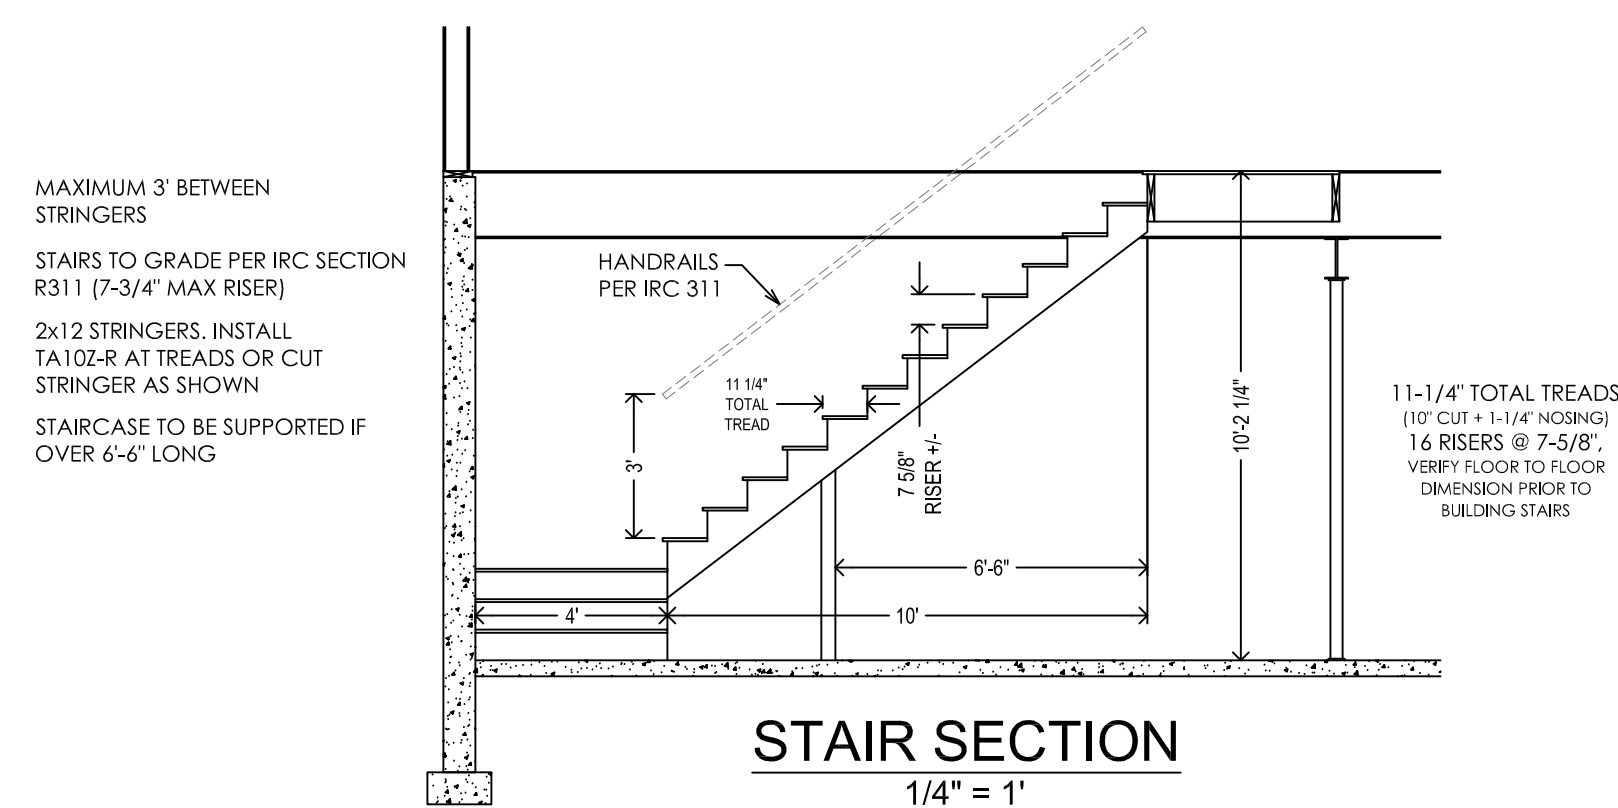 MAXIMUM 3' BETWEEN
STRINGERS
STAIRS TO GRADE PER IRC SECTION
R311 (7-3/4" MAX RISER)
2x12 STRINGERS. INSTALL
TA10Z-R AT TREADS OR CUT
STRINGER AS SHOWN
STAIRCASE TO BE SUPPORTED IF
OVER 6'-6" LONG
HANDRAILS
PER IRC 311
11 1/4"
TOTAL
TREAD
3'
7 5/8"
RISER +/-
6'-6"
4'
10'
10'-2 1/4"
11-1/4" TOTAL TREADS
(10" CUT + 1-1/4" NOSING)
16 RISERS @ 7-5/8",
VERIFY FLOOR TO FLOOR
DIMENSION PRIOR TO
BUILDING STAIRS
STAIR SECTION
1/4" = 1'